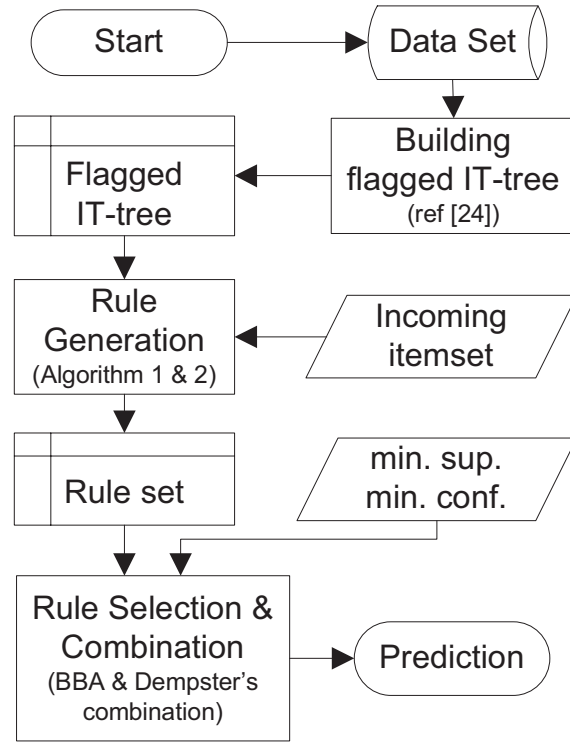 Start
Data Set
Building
flagged IT-tree
(ref [24])
Flagged
IT-tree
Rule
Generation
(Algorithm 1 & 2)
Incoming
itemset
Rule set
min. sup.
min. conf.
Rule Selection &
Combination
(BBA & Dempster's
combination)
Prediction